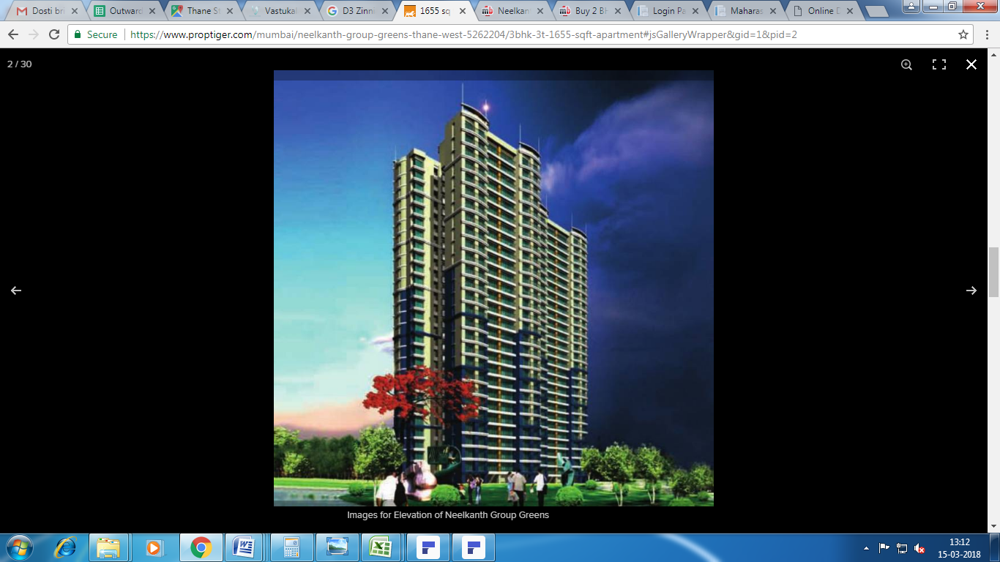 Dosti bri
Outward
Thane St
Vastukal
D3 Zinne
1655 sq
Neelkan
Buy 2 BH
Login Pa
Maharas
Online D
Secure
https://www.proptiger.com/mumbai/neelkanth-group-greens-thane-west-5262204/3bhk-3t-1655-sqft-apartment#jsGalleryWrapper&gid=1&pid=2
2 / 30
Images for Elevation of Neelkanth Group Greens
13:12
15-03-2018